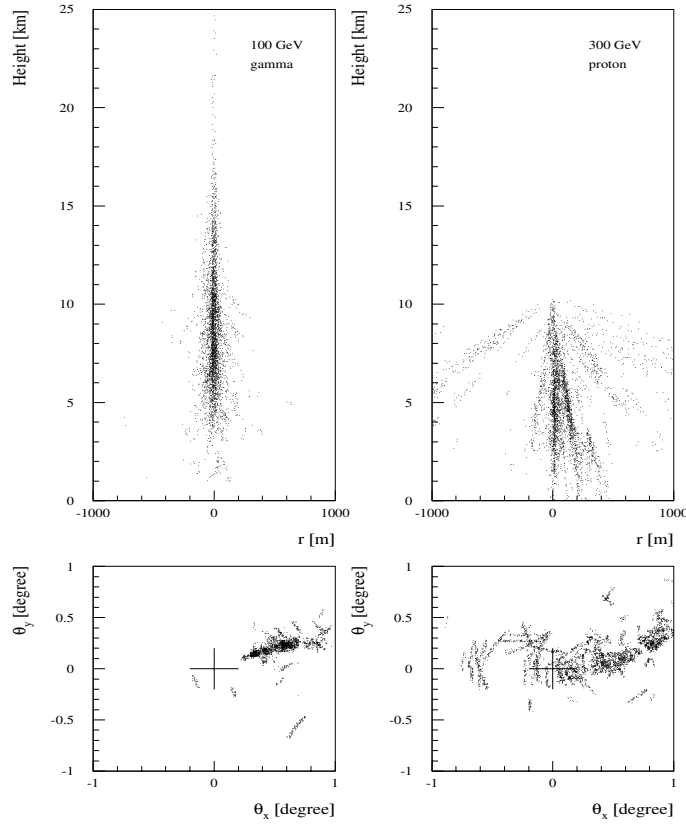 Height [km]
25
20
15
10
5
0
-1000
0
1000
r [m]
100 GeV
gamma
Height [km]
25
20
15
10
5
0
-1000
0
1000
r [m]
300 GeV
proton
θy [degree]
1
0.5
0
-0.5
-1
-1
0
1
θx [degree]
θy [degree]
1
0.5
0
-0.5
-1
-1
0
1
θx [degree]